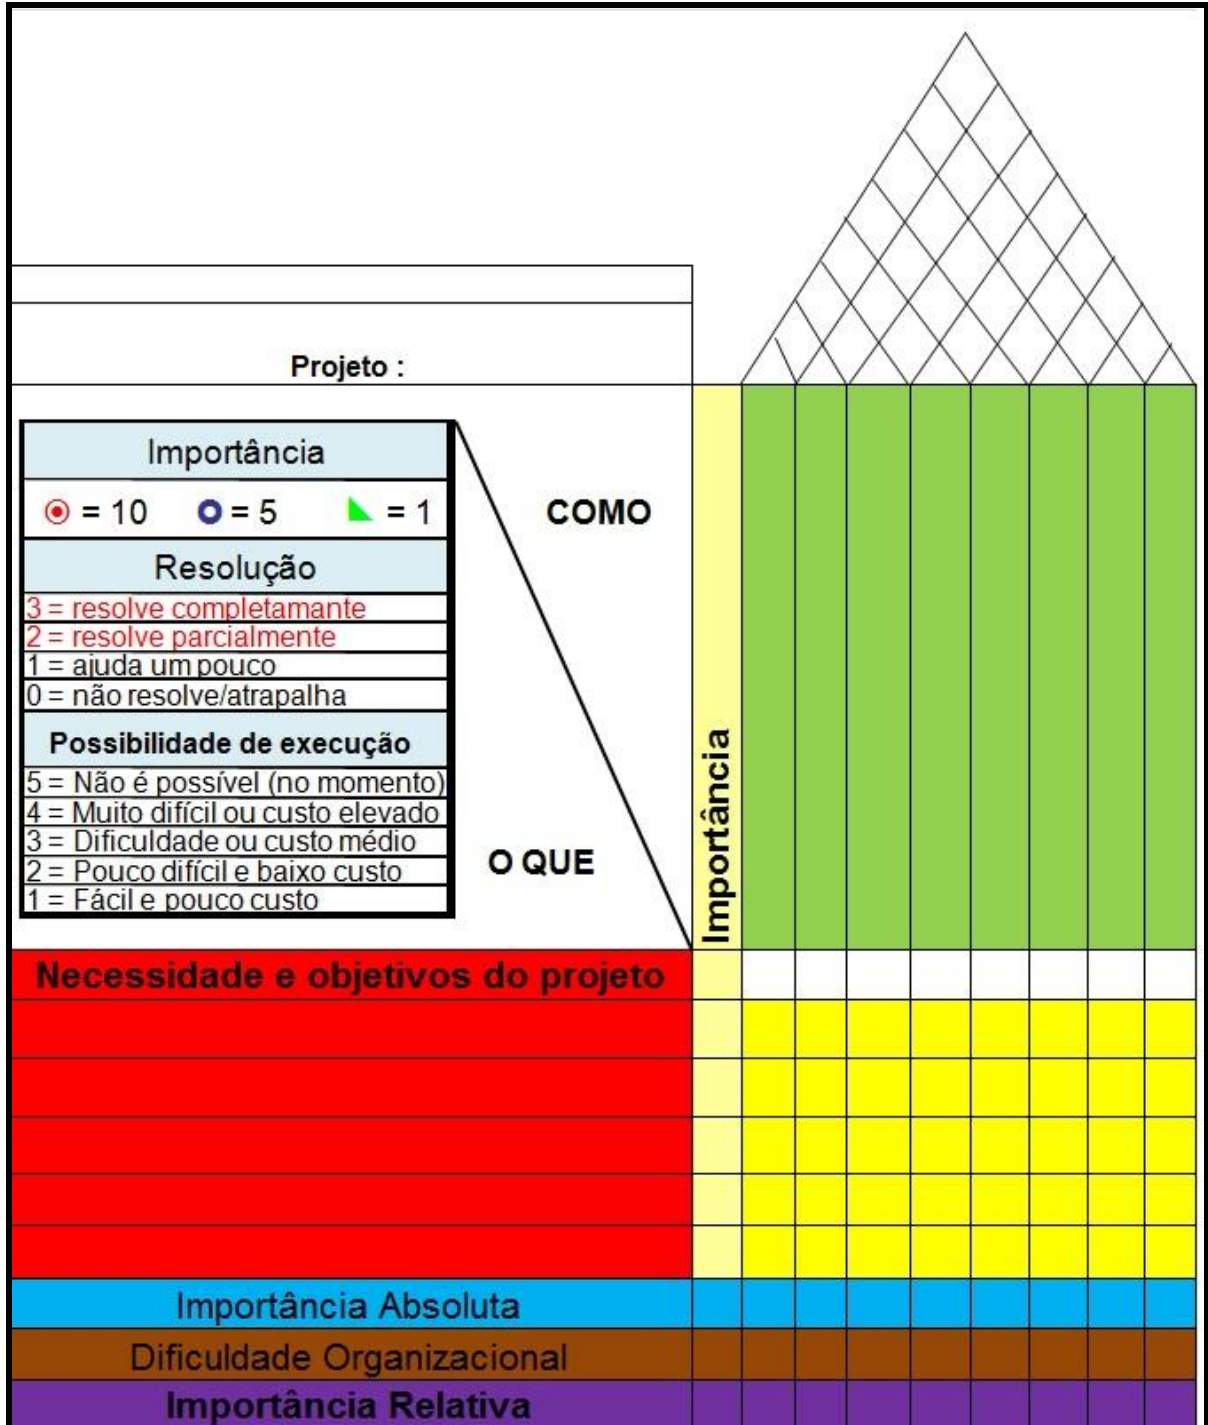 Projeto :
Importância
= 10 = 5 = 1
COMO
Resolução
3 = resolve completamante
2 = resolve parcialmente
1 = ajuda um pouco
0 = não resolve/atrapalha
Possibilidade de execução
5 = Não é possível (no momento)
4 = Muito difícil ou custo elevado
3 = Dificuldade ou custo médio
2 = Pouco difícil e baixo custo
1 = Fácil e pouco custo
O QUE
Importância
Necessidade e objetivos do projeto
Importância Absoluta
Dificuldade Organizacional
Importância Relativa